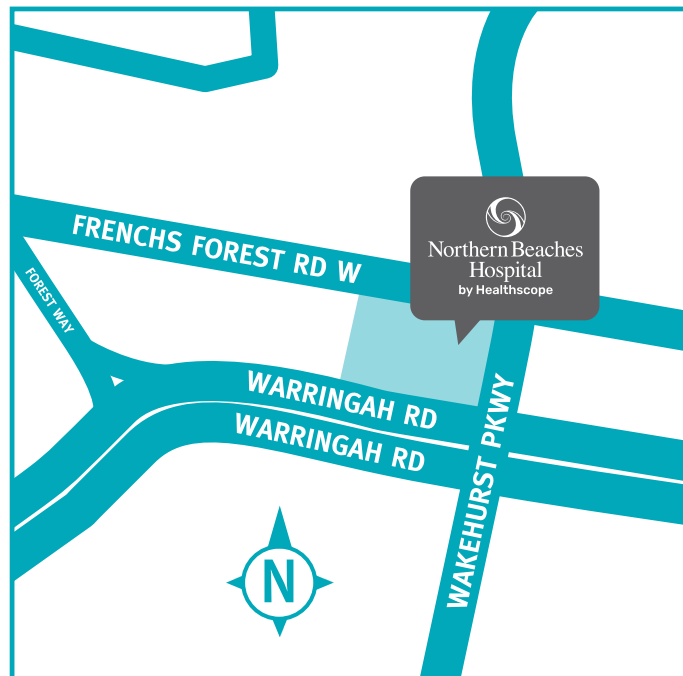 FRENCHS FOREST RD W
Northern Beaches
Hospital
by Healthscope
FOREST WAY
WARRINGAH RD
WARRINGAH RD
WAKEHURST PKWY
N